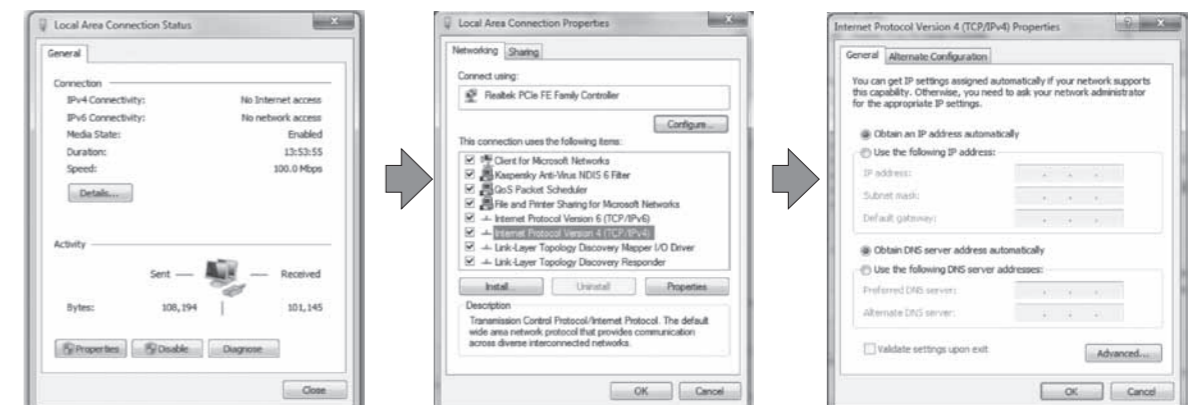 Local Area Connection Status
General
Connection
IPv4 Connectivity: No Internet access
IPv6 Connectivity: No network access
Media State: Enabled
Duration: 13:53:55
Speed: 100.0 Mbps
Details...
Activity
Sent — — Received
Bytes: 108,194 | 101,145
Properties Disable Diagnose
Close
Local Area Connection Properties
Networking Sharing
Connect using:
Realtek PCIe FE Family Controller
Configure...
This connection uses the following items:
Client for Microsoft Networks
Kaspersky Anti-Virus NDIS 6 Filter
QoS Packet Scheduler
File and Printer Sharing for Microsoft Networks
Internet Protocol Version 6 (TCP/IPv6)
Internet Protocol Version 4 (TCP/IPv4)
Link-Layer Topology Discovery Mapper I/O Driver
Link-Layer Topology Discovery Responder
Install... Uninstall Properties
Description
Transmission Control Protocol/Internet Protocol. The default
wide area network protocol that provides communication
across diverse interconnected networks.
OK Cancel
Internet Protocol Version 4 (TCP/IPv4) Properties
General Alternate Configuration
You can get IP settings assigned automatically if your network supports
this capability. Otherwise, you need to ask your network administrator
for the appropriate IP settings.
Obtain an IP address automatically
Use the following IP address:
IP address:
Subnet mask:
Default gateway:
Obtain DNS server address automatically
Use the following DNS server addresses:
Preferred DNS server:
Alternate DNS server:
Validate settings upon exit
Advanced...
OK Cancel